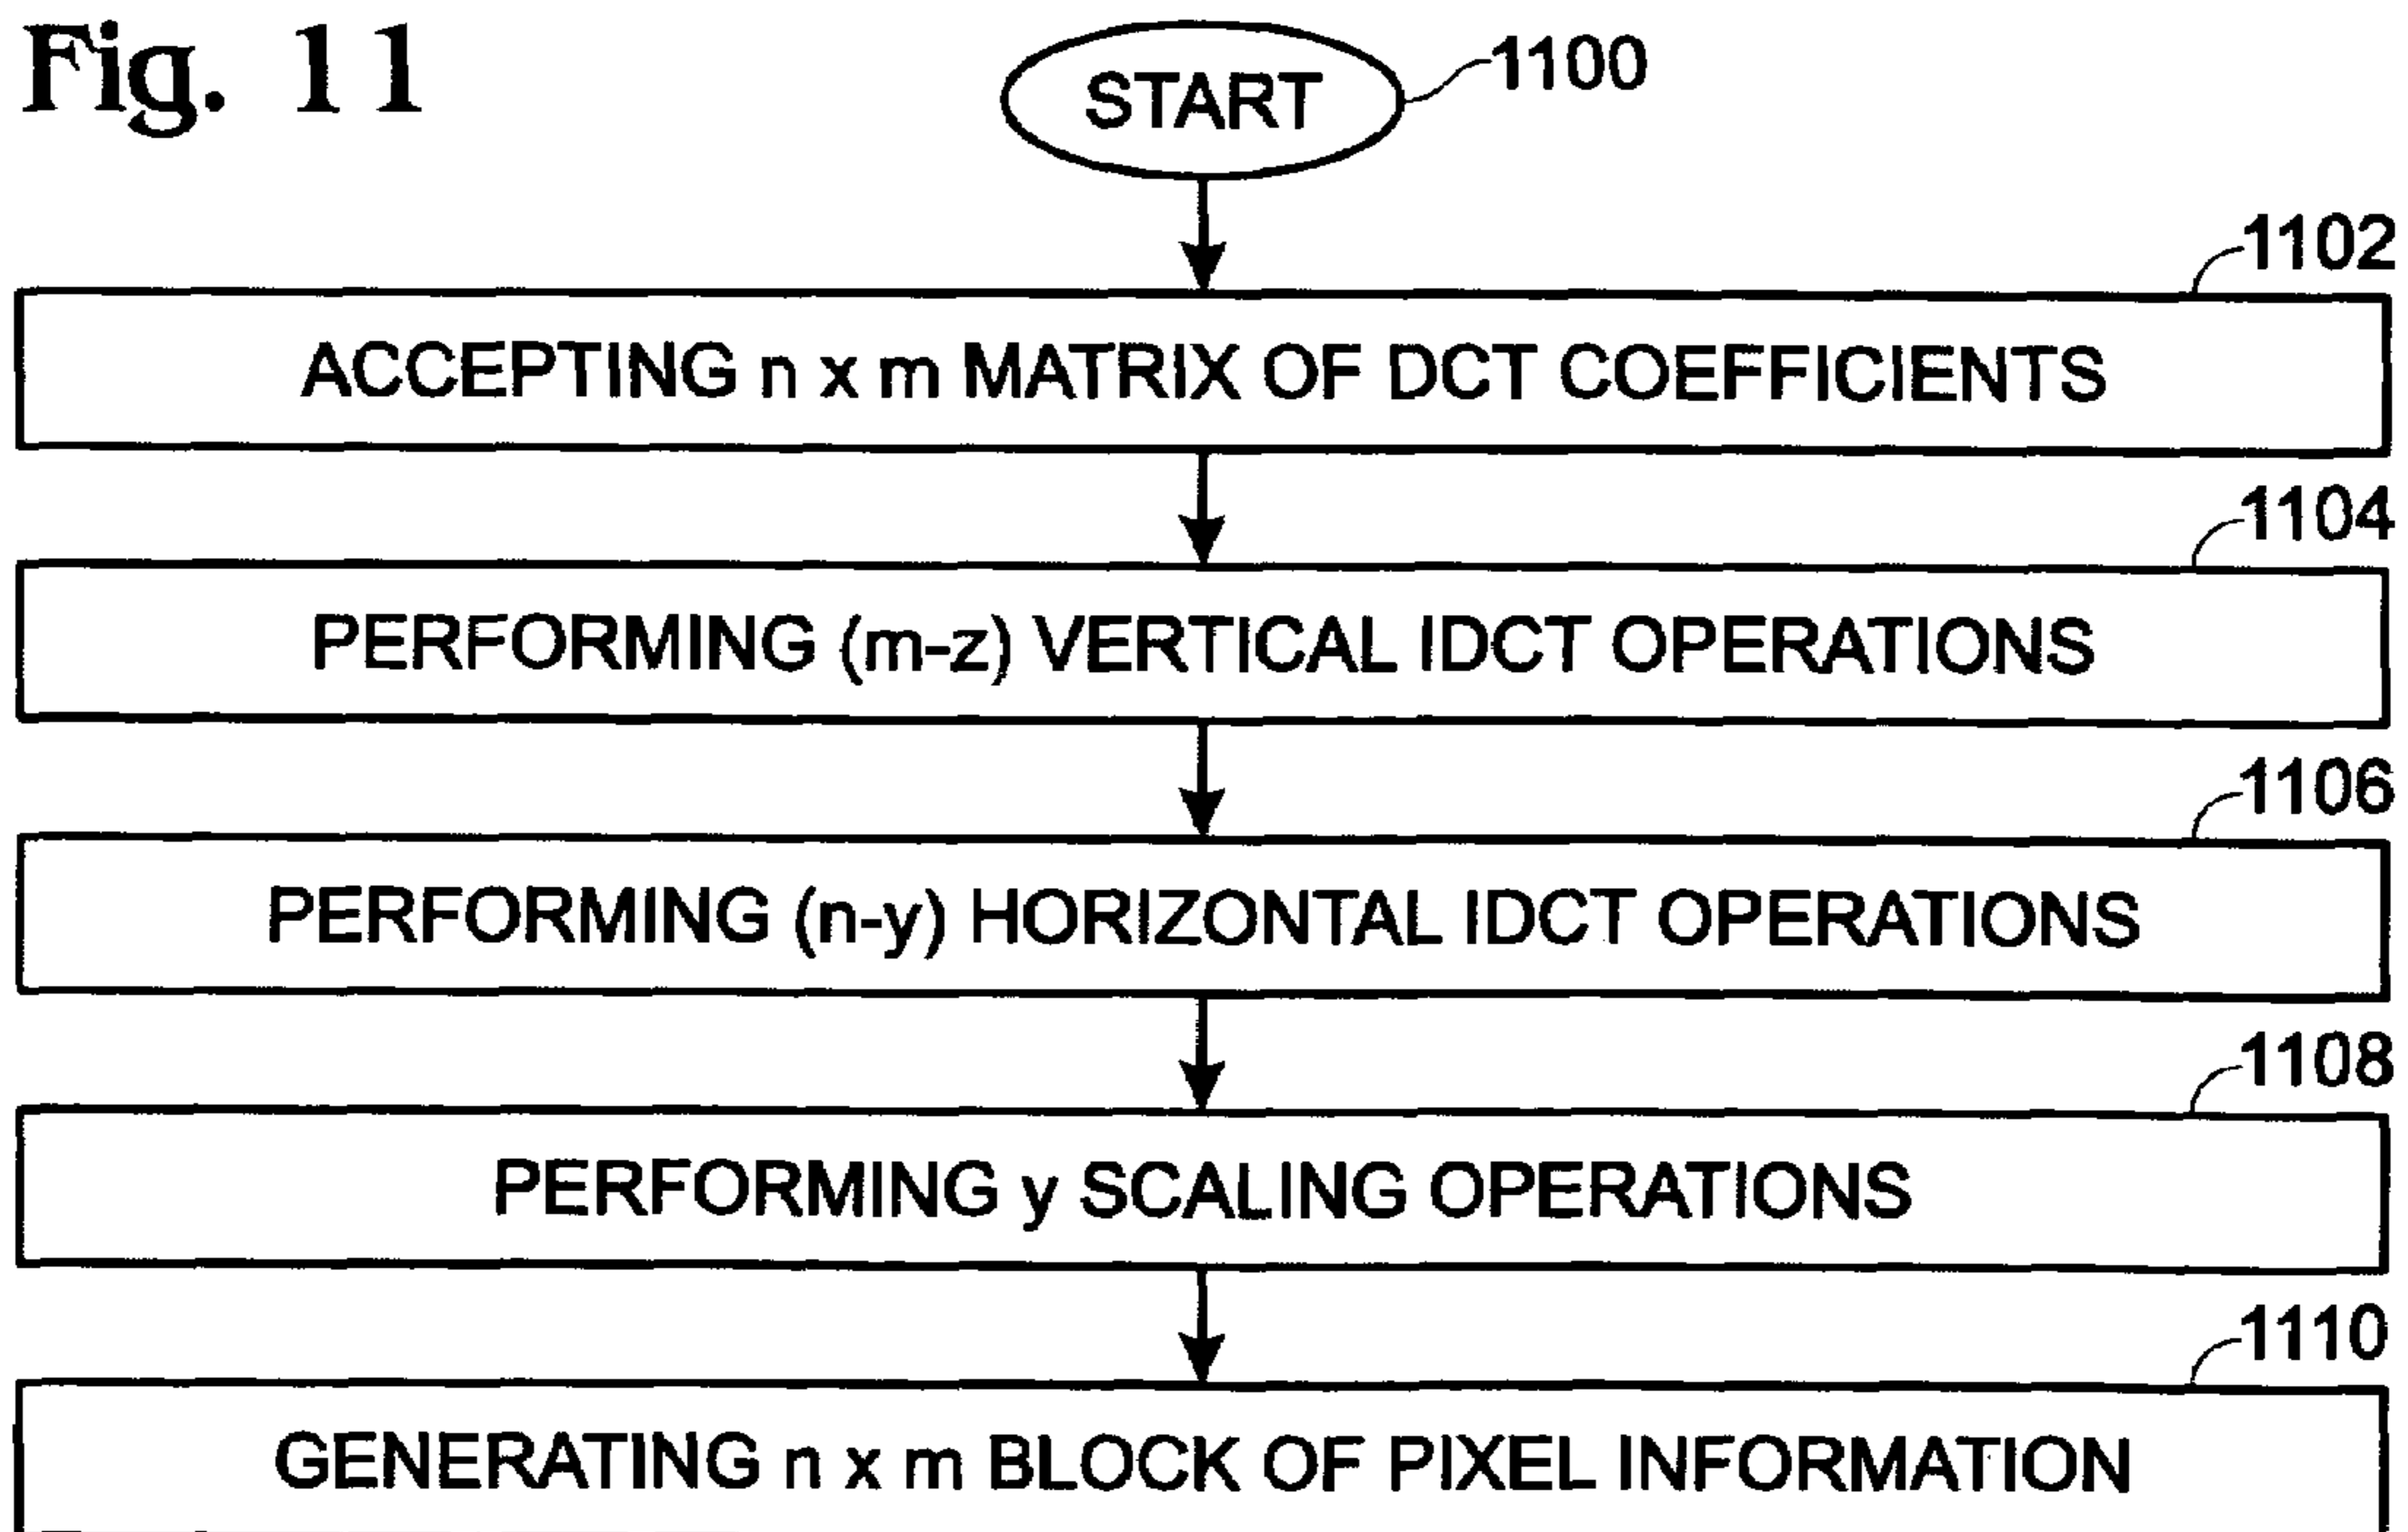 Fig. 11
START
1100
1102
ACCEPTING n x m MATRIX OF DCT COEFFICIENTS
1104
PERFORMING (m-z) VERTICAL IDCT OPERATIONS
1106
PERFORMING (n-y) HORIZONTAL IDCT OPERATIONS
1108
PERFORMING y SCALING OPERATIONS
1110
GENERATING n x m BLOCK OF PIXEL INFORMATION